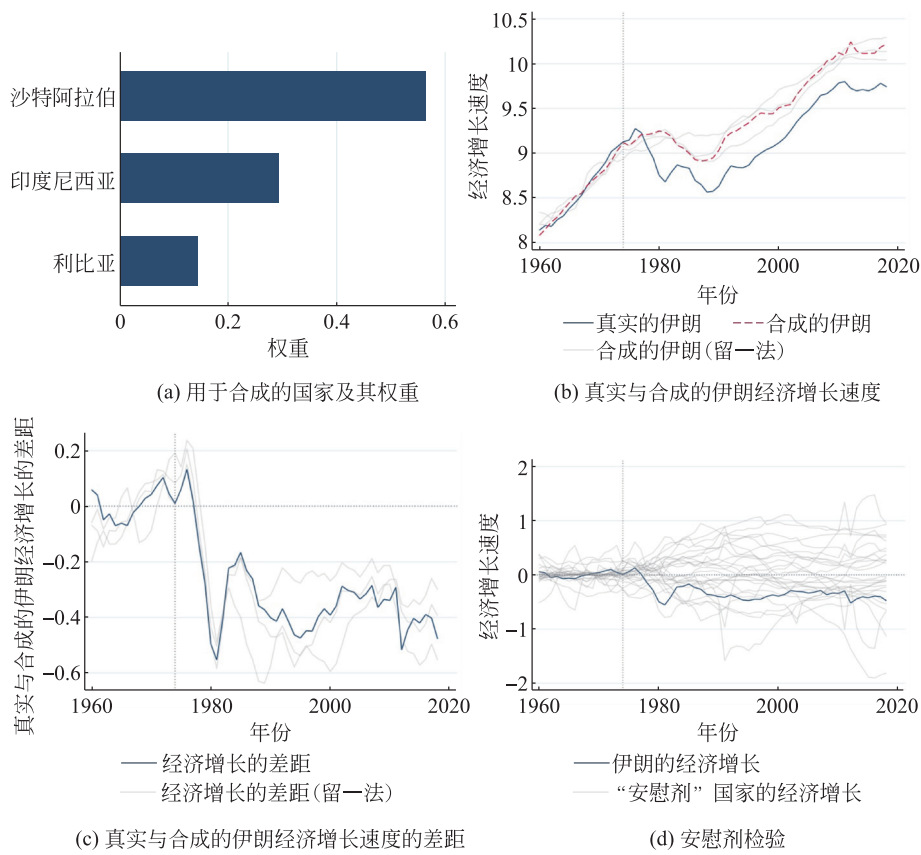 沙特阿拉伯
印度尼西亚
利比亚
0 0.2 0.4 0.6
权重
(a) 用于合成的国家及其权重
经济增长速度
10.5
10
9.5
9
8.5
8
1960 1980 2000 2020
年份
真实的伊朗 合成的伊朗
合成的伊朗(留一法)
(b) 真实与合成的伊朗经济增长速度
真实与合成的伊朗经济增长的差距
0.2
0
−0.2
−0.4
−0.6
1960 1980 2000 2020
年份
经济增长的差距
经济增长的差距(留一法)
(c) 真实与合成的伊朗经济增长速度的差距
经济增长速度
2
1
0
−1
−2
1960 1980 2000 2020
年份
伊朗的经济增长
“安慰剂”国家的经济增长
(d) 安慰剂检验